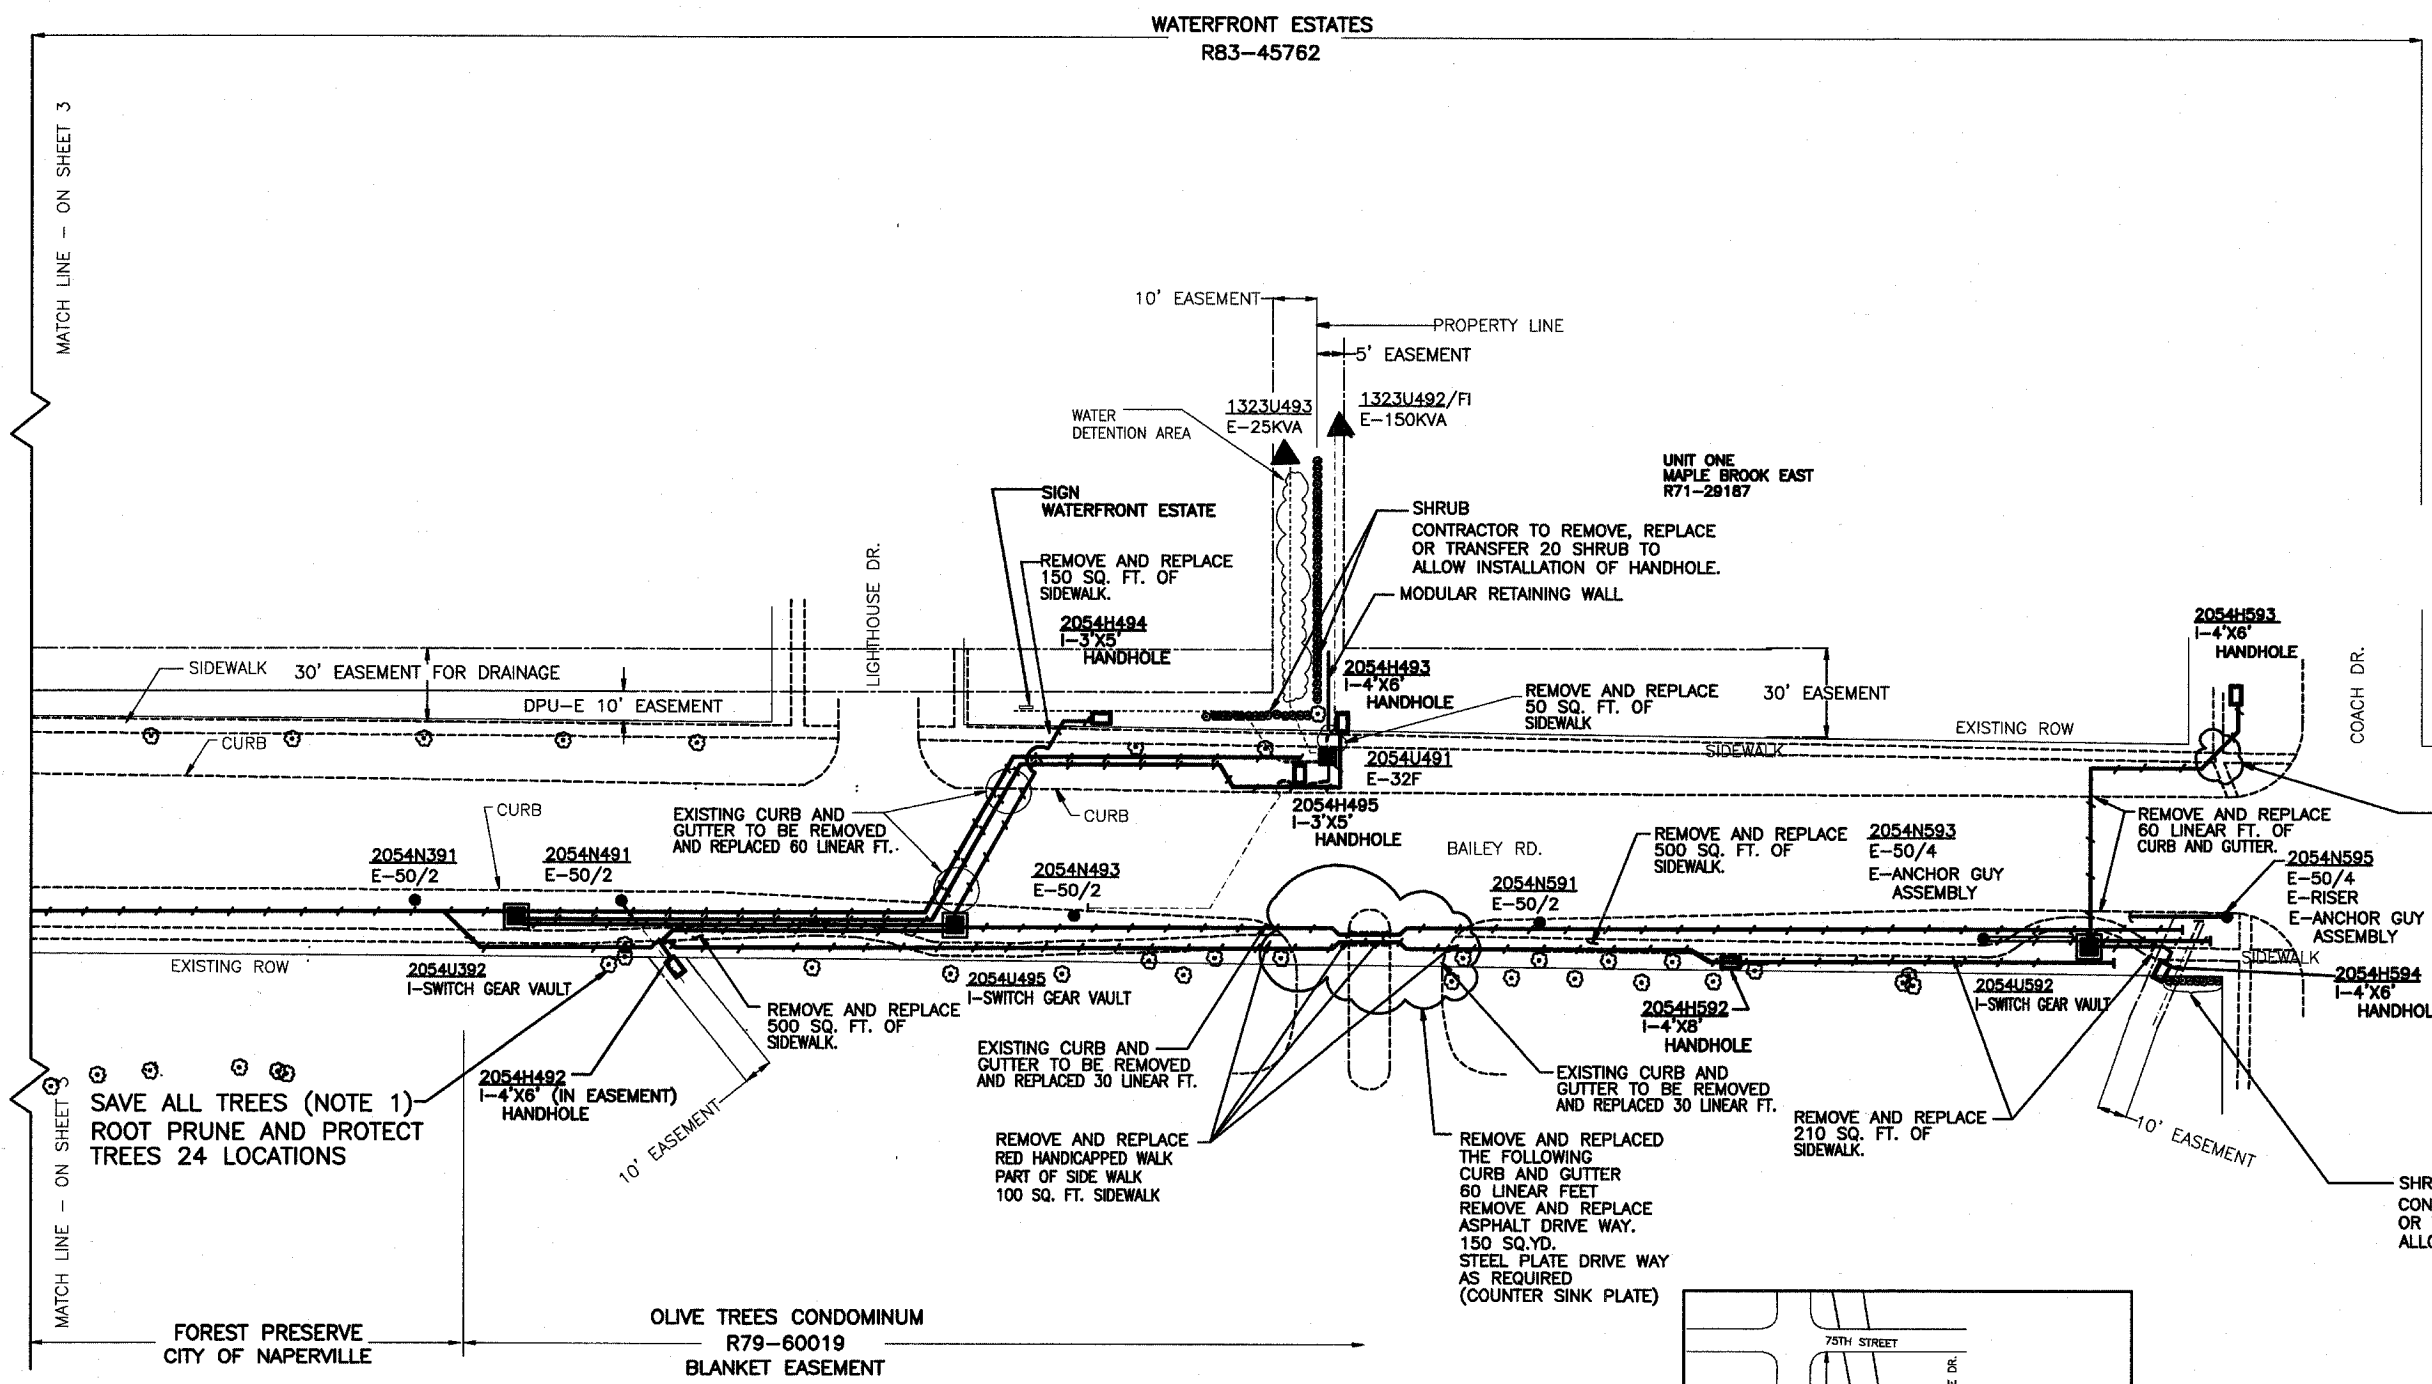 WATERFRONT ESTATES
R83-45762
MATCH LINE - ON SHEET 3
10' EASEMENT
PROPERTY LINE
5' EASEMENT
1323U493
E-25KVA
1323U492/FI
E-150KVA
WATER
DETENTION AREA
UNIT ONE
MAPLE BROOK EAST
R71-29187
SIGN
WATERFRONT ESTATE
SHRUB
CONTRACTOR TO REMOVE, REPLACE
OR TRANSFER 20 SHRUB TO
ALLOW INSTALLATION OF HANDHOLE.
REMOVE AND REPLACE
150 SQ. FT. OF
SIDEWALK.
MODULAR RETAINING WALL
LIGHTHOUSE DR.
2054H494
I-3'X5'
HANDHOLE
2054H593
I-4'X6'
HANDHOLE
COACH DR.
SIDEWALK
30' EASEMENT FOR DRAINAGE
DPU-E 10' EASEMENT
2054H493
I-4'X6'
HANDHOLE
REMOVE AND REPLACE
50 SQ. FT. OF
SIDEWALK
30' EASEMENT
EXISTING ROW
SIDEWALK
CURB
2054U491
E-32F
2054H495
I-3'X5'
HANDHOLE
CURB
EXISTING CURB AND
GUTTER TO BE REMOVED
AND REPLACED 60 LINEAR FT.
CURB
BAILEY RD.
REMOVE AND REPLACE
500 SQ. FT. OF
SIDEWALK.
2054N593
E-50/4
E-ANCHOR GUY
ASSEMBLY
REMOVE AND REPLACE
60 LINEAR FT. OF
CURB AND GUTTER.
2054N595
E-50/4
E-RISER
E-ANCHOR GUY
ASSEMBLY
2054N391
E-50/2
2054N491
E-50/2
2054N493
E-50/2
2054N591
E-50/2
EXISTING ROW
2054U392
I-SWITCH GEAR VAULT
2054U495
I-SWITCH GEAR VAULT
SIDEWALK
2054H594
I-4'X6'
HANDHOL
2054U592
I-SWITCH GEAR VAULT
2054H592
I-4'X8'
HANDHOLE
REMOVE AND REPLACE
500 SQ. FT. OF
SIDEWALK.
2054H492
I-4'X6' (IN EASEMENT)
HANDHOLE
10' EASEMENT
SAVE ALL TREES (NOTE 1)
ROOT PRUNE AND PROTECT
TREES 24 LOCATIONS
MATCH LINE - ON SHEET 3
EXISTING CURB AND
GUTTER TO BE REMOVED
AND REPLACED 30 LINEAR FT.
EXISTING CURB AND
GUTTER TO BE REMOVED
AND REPLACED 30 LINEAR FT.
REMOVE AND REPLACE
RED HANDICAPPED WALK
PART OF SIDE WALK
100 SQ. FT. SIDEWALK
REMOVE AND REPLACED
THE FOLLOWING
CURB AND GUTTER
60 LINEAR FEET
REMOVE AND REPLACE
ASPHALT DRIVE WAY.
150 SQ.YD.
STEEL PLATE DRIVE WAY
AS REQUIRED
(COUNTER SINK PLATE)
REMOVE AND REPLACE
210 SQ. FT. OF
SIDEWALK.
10' EASEMENT
SHR
CON
OR
ALLO
FOREST PRESERVE
CITY OF NAPERVILLE
OLIVE TREES CONDOMINUM
R79-60019
BLANKET EASEMENT
75TH STREET
E DR.